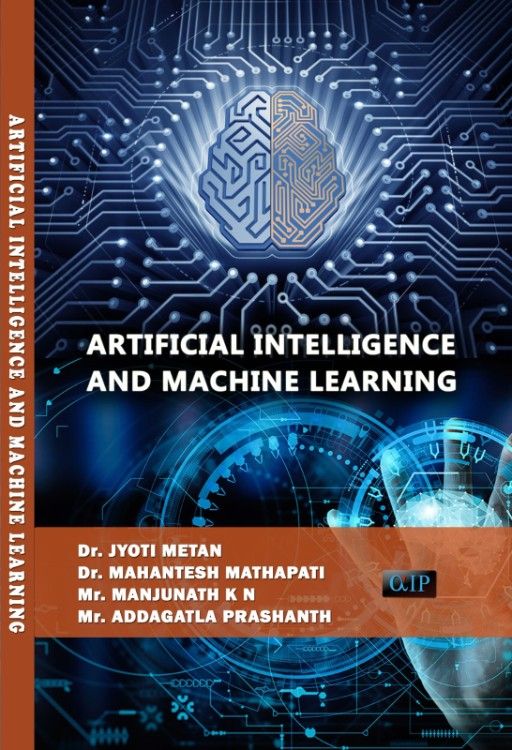 ARTIFICIAL INTELLIGENCE AND MACHINE LEARNING
ARTIFICIAL INTELLIGENCE
AND MACHINE LEARNING
Dr. JYOTI METAN
Dr. MAHANTESH MATHAPATI
Mr. MANJUNATH K N
Mr. ADDAGATLA PRASHANTH
αIP